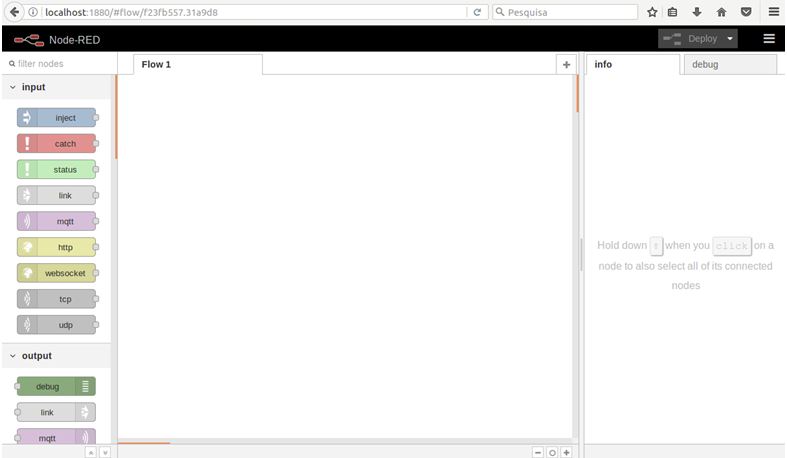 localhost:1880/#flow/f23fb557.31a9d8
Pesquisa
Node-RED
Deploy
filter nodes
Flow 1
info
debug
input
inject
catch
status
link
mqtt
http
websocket
tcp
udp
output
debug
link
mqtt
Hold down ⇧ when you click on a
node to also select all of its connected
nodes